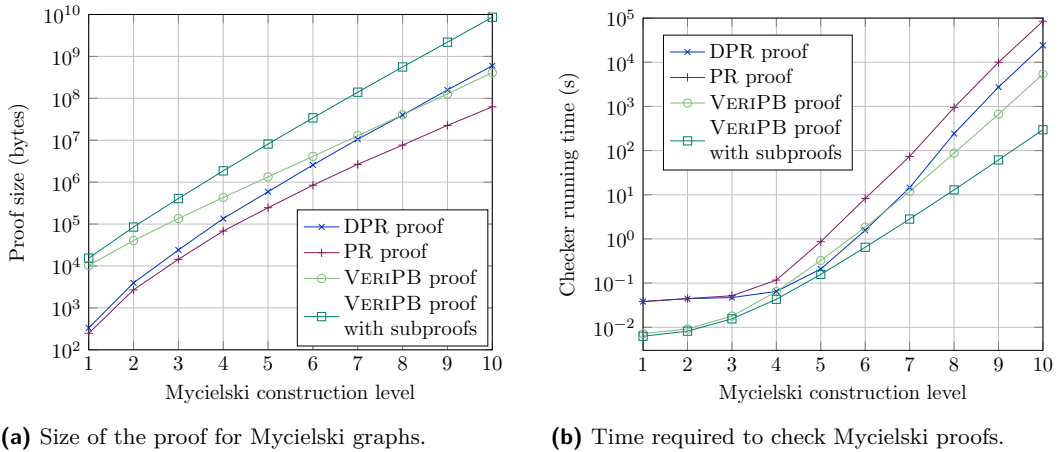 Proof size (bytes)
10^10
10^9
10^8
10^7
10^6
10^5
10^4
10^3
10^2
1 2 3 4 5 6 7 8 9 10
Mycielski construction level
DPR proof
PR proof
VERIPB proof
VERIPB proof
with subproofs
(a) Size of the proof for Mycielski graphs.
Checker running time (s)
10^5
10^4
10^3
10^2
10^1
10^0
10^−1
10^−2
1 2 3 4 5 6 7 8 9 10
Mycielski construction level
DPR proof
PR proof
VERIPB proof
VERIPB proof
with subproofs
(b) Time required to check Mycielski proofs.